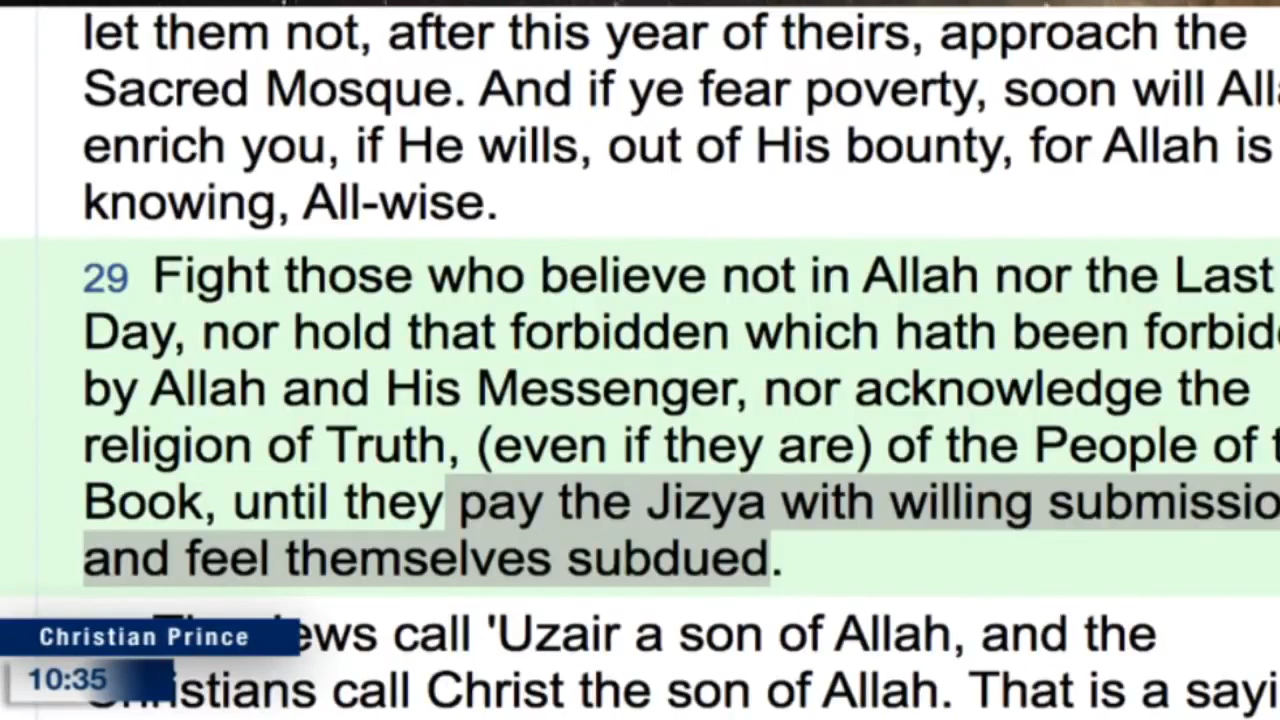 let them not, after this year of theirs, approach the
Sacred Mosque. And if ye fear poverty, soon will
enrich you, if He wills, out of His bounty, for Allah is
knowing, All-wise.
29 Fight those who believe not in Allah nor the Last
Day, nor hold that forbidden which hath been
by Allah and His Messenger, nor acknowledge the
religion of Truth, (even if they are) of the People of
Book, until they pay the Jizya with willing
and feel themselves subdued.
call 'Uzair a son of Allah, and the
call Christ the son of Allah. That is a
Christian Prince
10:35